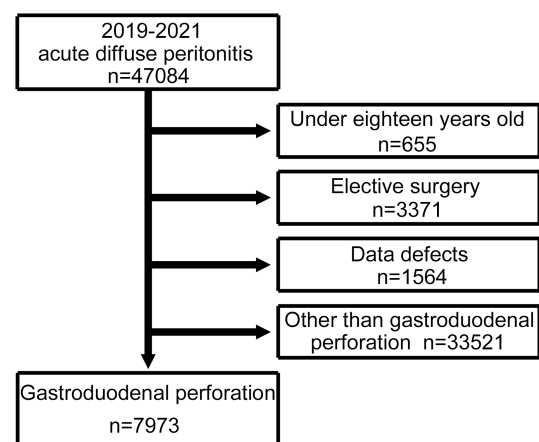 2019-2021
acute diffuse peritonitis
n=47084
Under eighteen years old
n=655
Elective surgery
n=3371
Data defects
n=1564
Other than gastroduodenal
perforation n=33521
Gastroduodenal perforation
n=7973